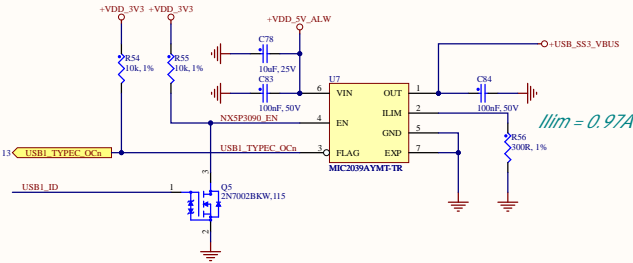 +VDD_3V3 +VDD_3V3
+VDD_5V_ALW
R54
10k, 1%
R55
10k, 1%
C78
10uF, 25V
C83
100nF, 50V
U7
6 VIN OUT 1
ILIM 2
4 EN
GND 5
3 FLAG EXP 7
MIC2039AYMT-TR
+USB_SS3_VBUS
C84
100nF, 50V
Ilim = 0.97A
R56
300R, 1%
NX5P3090_EN
13 USB1_TYPEC_OCn
USB1_TYPEC_OCn
USB1_ID
1
3
Q5
2N7002BKW,115
2